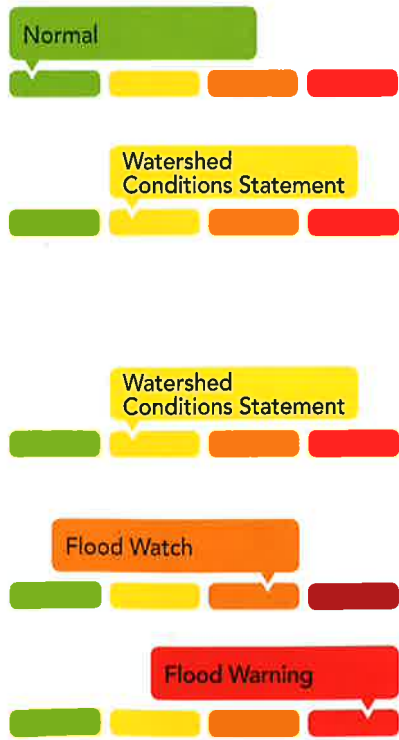 Normal
Watershed
Conditions Statement
Watershed
Conditions Statement
Flood Watch
Flood Warning